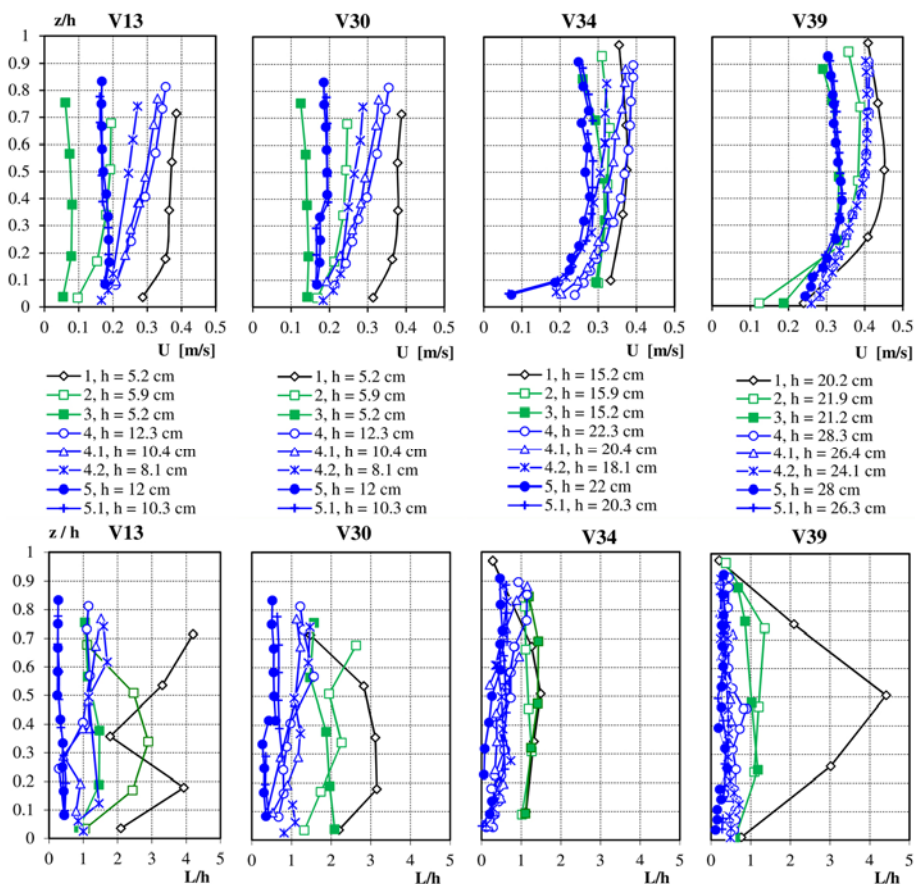 z/h V13 V30 V34 V39
1
0.9
0.8
0.7
0.6
0.5
0.4
0.3
0.2
0.1
0
0 0.1 0.2 0.3 0.4 0.5 0 0.1 0.2 0.3 0.4 0.5 0 0.1 0.2 0.3 0.4 0.5 0 0.1 0.2 0.3 0.4 0.5
U [m/s] U [m/s] U [m/s] U [m/s]
1, h = 5.2 cm
2, h = 5.9 cm
3, h = 5.2 cm
4, h = 12.3 cm
4.1, h = 10.4 cm
4.2, h = 8.1 cm
5, h = 12 cm
5.1, h = 10.3 cm
1, h = 5.2 cm
2, h = 5.9 cm
3, h = 5.2 cm
4, h = 12.3 cm
4.1, h = 10.4 cm
4.2, h = 8.1 cm
5, h = 12 cm
5.1, h = 10.3 cm
1, h = 15.2 cm
2, h = 15.9 cm
3, h = 15.2 cm
4, h = 22.3 cm
4.1, h = 20.4 cm
4.2, h = 18.1 cm
5, h = 22 cm
5.1, h = 20.3 cm
1, h = 20.2 cm
2, h = 21.9 cm
3, h = 21.2 cm
4, h = 28.3 cm
4.1, h = 26.4 cm
4.2, h = 24.1 cm
5, h = 28 cm
5.1, h = 26.3 cm
z / h V13 V30 V34 V39
1
0.9
0.8
0.7
0.6
0.5
0.4
0.3
0.2
0.1
0
0 1 2 3 4 5 0 1 2 3 4 5 0 1 2 3 4 0 1 2 3 4 5
L/h L/h L/h L/h